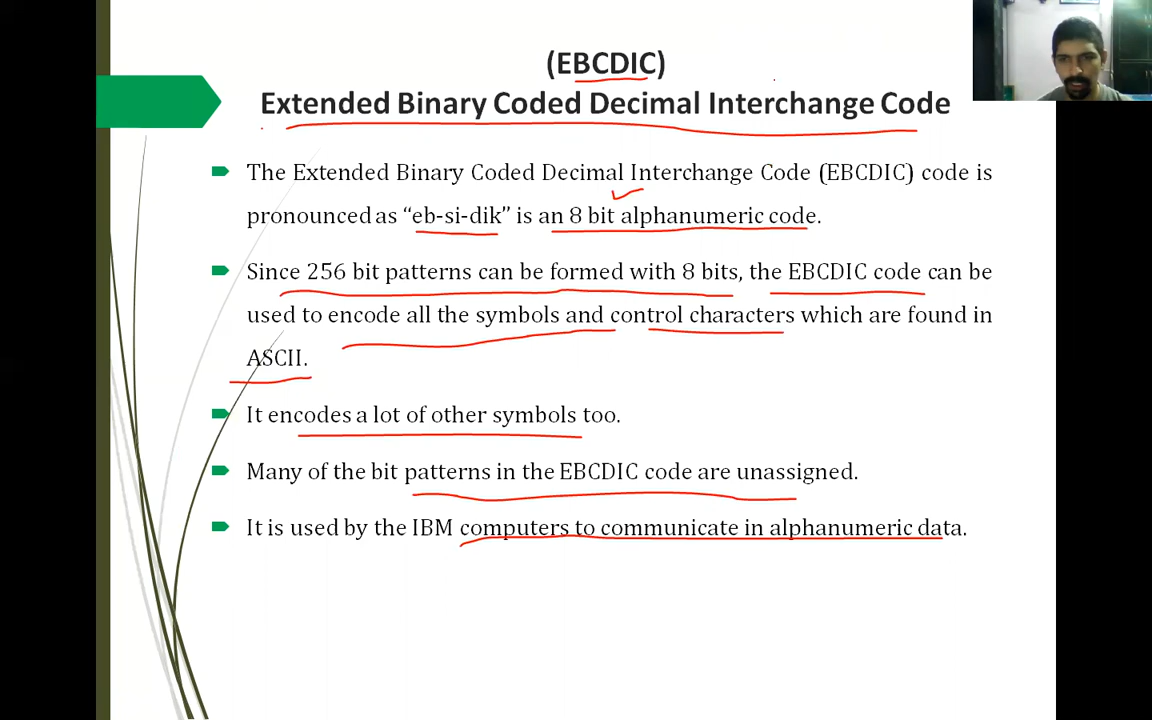 (EBCDIC)
Extended Binary Coded Decimal Interchange Code
The Extended Binary Coded Decimal Interchange Code (EBCDIC) code is
pronounced as “eb-si-dik” is an 8 bit alphanumeric code.
Since 256 bit patterns can be formed with 8 bits, the EBCDIC code can be
used to encode all the symbols and control characters which are found in
ASCII.
It encodes a lot of other symbols too.
Many of the bit patterns in the EBCDIC code are unassigned.
It is used by the IBM computers to communicate in alphanumeric data.